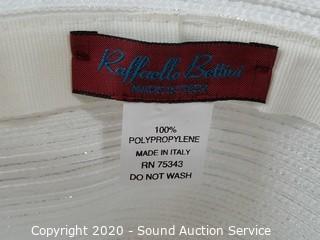 Raffaello Bettini
MADE IN ITALY
100%
POLYPROPYLENE
MADE IN ITALY
RN 75343
DO NOT WASH
Copyright 2020 - Sound Auction Service